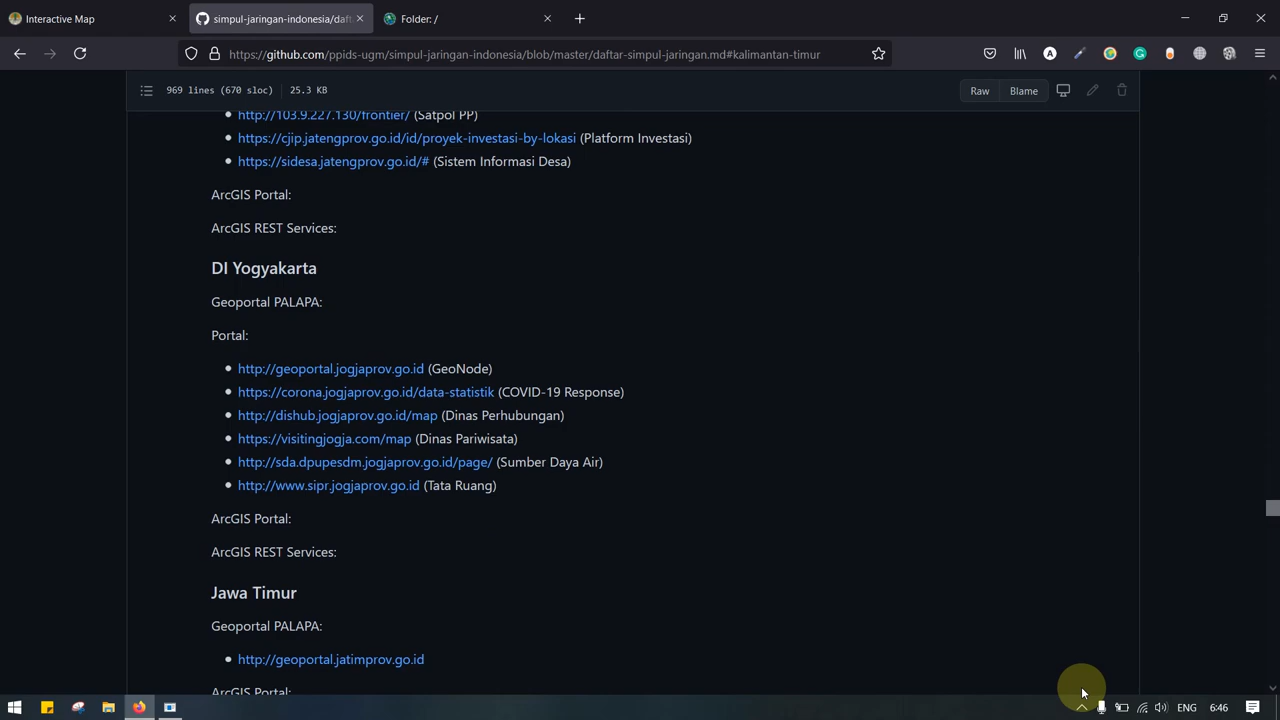 Interactive Map
simpul-jaringan-indonesia/daft
Folder: /
https://github.com/ppids-ugm/simpul-jaringan-indonesia/blob/master/daftar-simpul-jaringan.md#kalimantan-timur
969 lines (670 sloc) 25.3 KB
Raw Blame
http://103.9.227.130/frontier/ (Satpol PP)
https://cjip.jatengprov.go.id/id/proyek-investasi-by-lokasi (Platform Investasi)
https://sidesa.jatengprov.go.id/# (Sistem Informasi Desa)
ArcGIS Portal:
ArcGIS REST Services:
DI Yogyakarta
Geoportal PALAPA:
Portal:
http://geoportal.jogjaprov.go.id (GeoNode)
https://corona.jogjaprov.go.id/data-statistik (COVID-19 Response)
http://dishub.jogjaprov.go.id/map (Dinas Perhubungan)
https://visitingjogja.com/map (Dinas Pariwisata)
http://sda.dpupesdm.jogjaprov.go.id/page/ (Sumber Daya Air)
http://www.sipr.jogjaprov.go.id (Tata Ruang)
ArcGIS Portal:
ArcGIS REST Services:
Jawa Timur
Geoportal PALAPA:
http://geoportal.jatimprov.go.id
ArcGIS Portal:
ENG 6:46